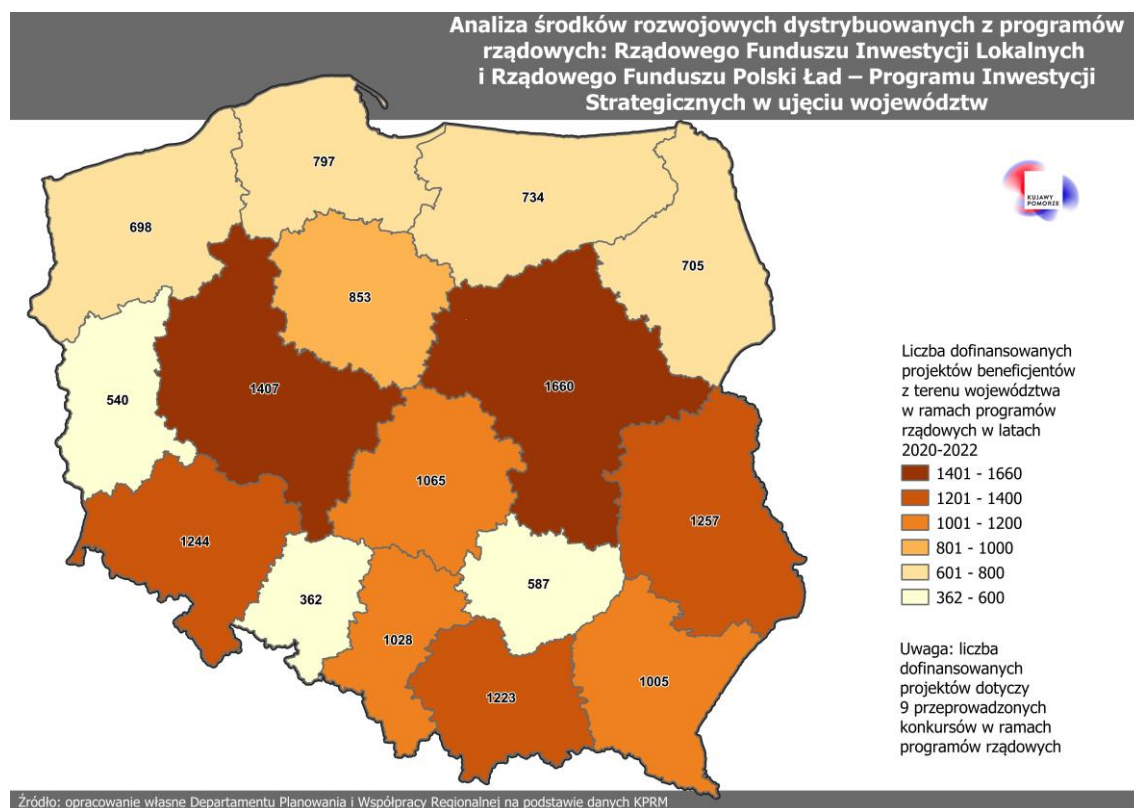 Analiza środków rozwojowych dystrybuowanych z programów
rządowych: Rządowego Funduszu Inwestycji Lokalnych
i Rządowego Funduszu Polski Ład – Programu Inwestycji
Strategicznych w ujęciu województw
797
734
698
705
KUJAWY
POMORZE
853
1407
1660
540
1065
1257
1244
587
362
1028
1005
1223
Liczba dofinansowanych
projektów beneficjentów
z terenu województwa
w ramach programów
rządowych w latach
2020-2022
1401 - 1660
1201 - 1400
1001 - 1200
801 - 1000
601 - 800
362 - 600
Uwaga: liczba
dofinansowanych
projektów dotyczy
9 przeprowadzonych
konkursów w ramach
programów rządowych
Źródło: opracowanie własne Departamentu Planowania i Współpracy Regionalnej na podstawie danych KPRM